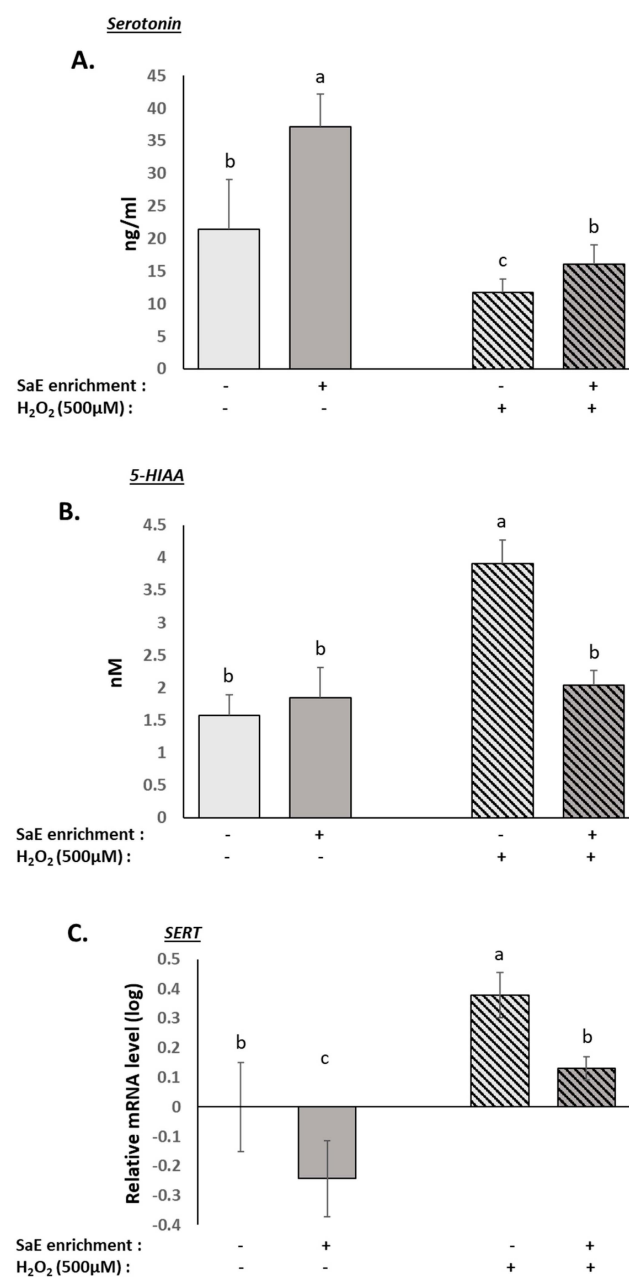 Serotonin
A.
45
40
35
30
25
20
15
10
5
0
ng/ml
b
a
c
b
SaE enrichment : - + - +
H₂O₂ (500µM) : - - + +
5-HIAA
B.
4.5
4
3.5
3
2.5
2
1.5
1
0.5
0
nM
b
b
a
b
SaE enrichment : - + - +
H₂O₂ (500µM) : - - + +
C.
SERT
0.5
0.4
0.3
0.2
0.1
0
-0.1
-0.2
-0.3
-0.4
Relative mRNA level (log)
b
c
a
b
SaE enrichment : - + - +
H₂O₂ (500µM) : - - + +